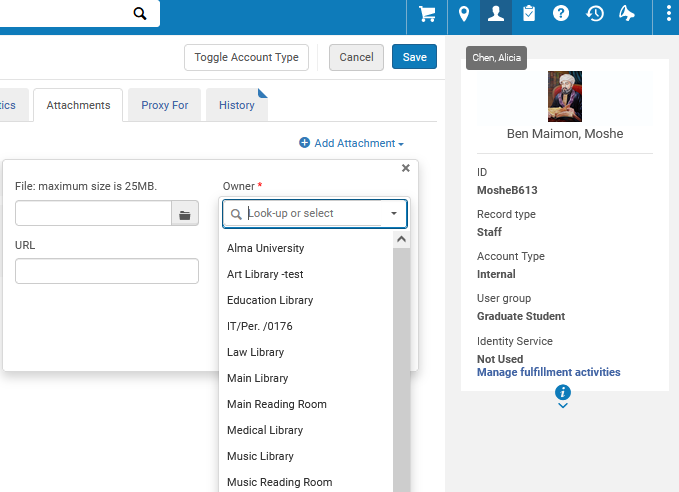 Toggle Account Type
Cancel
Save
Chen, Alicia
tics
Attachments
Proxy For
History
Add Attachment
File: maximum size is 25MB.
Owner *
Look-up or select
URL
Alma University
Art Library -test
Education Library
IT/Per. /0176
Law Library
Main Library
Main Reading Room
Medical Library
Music Library
Music Reading Room
Ben Maimon, Moshe
ID
MosheB613
Record type
Staff
Account Type
Internal
User group
Graduate Student
Identity Service
Not Used
Manage fulfillment activities